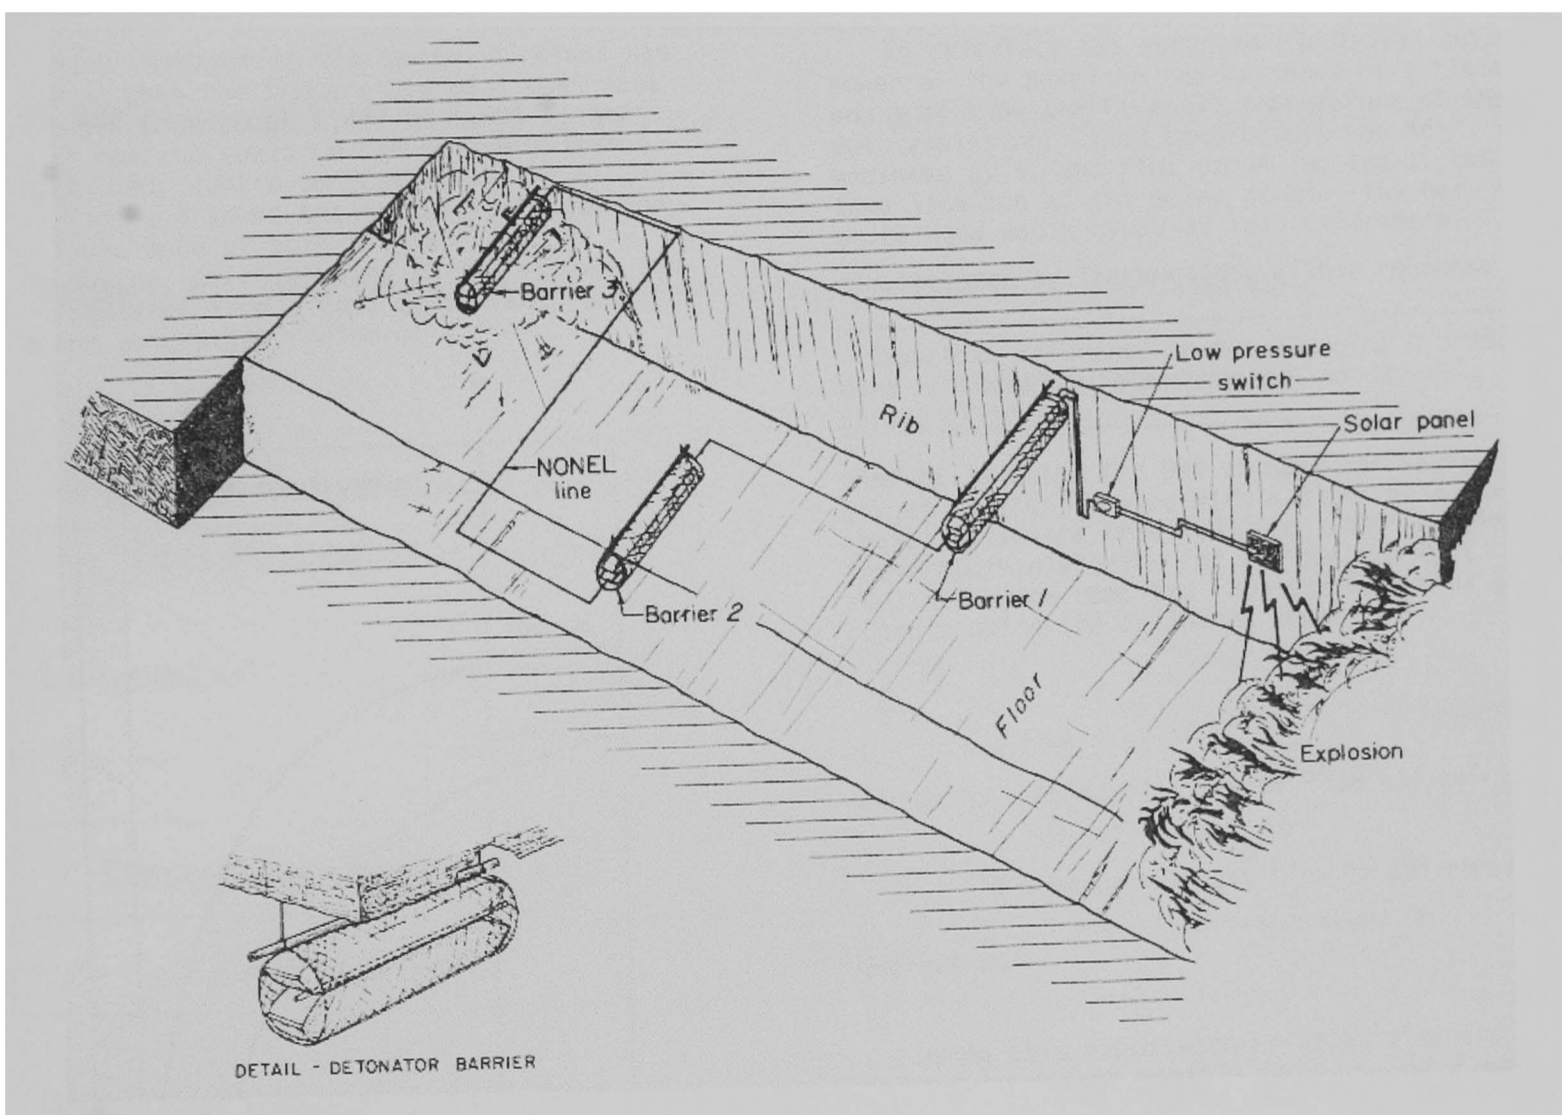 Barrier 3
Low pressure
switch
Solar panel
Rib
NONEL
line
Barrier 1
Barrier 2
Floor
Explosion
DETAIL - DETONATOR BARRIER